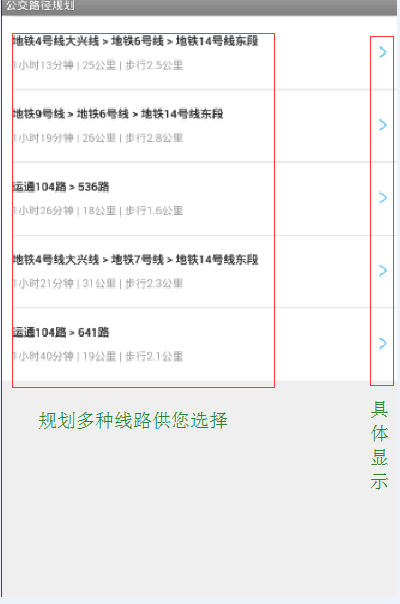 公交路径规划
地铁4号线大兴线 > 地铁6号线 > 地铁14号线东段
1小时13分钟 | 25公里 | 步行2.5公里
地铁9号线 > 地铁6号线 > 地铁14号线东段
1小时19分钟 | 26公里 | 步行2.8公里
运通104路 > 536路
1小时26分钟 | 18公里 | 步行1.6公里
地铁4号线大兴线 > 地铁7号线 > 地铁14号线东段
1小时21分钟 | 31公里 | 步行2.3公里
运通104路 > 641路
1小时40分钟 | 19公里 | 步行2.1公里
规划多种线路供您选择
具
体
显
示